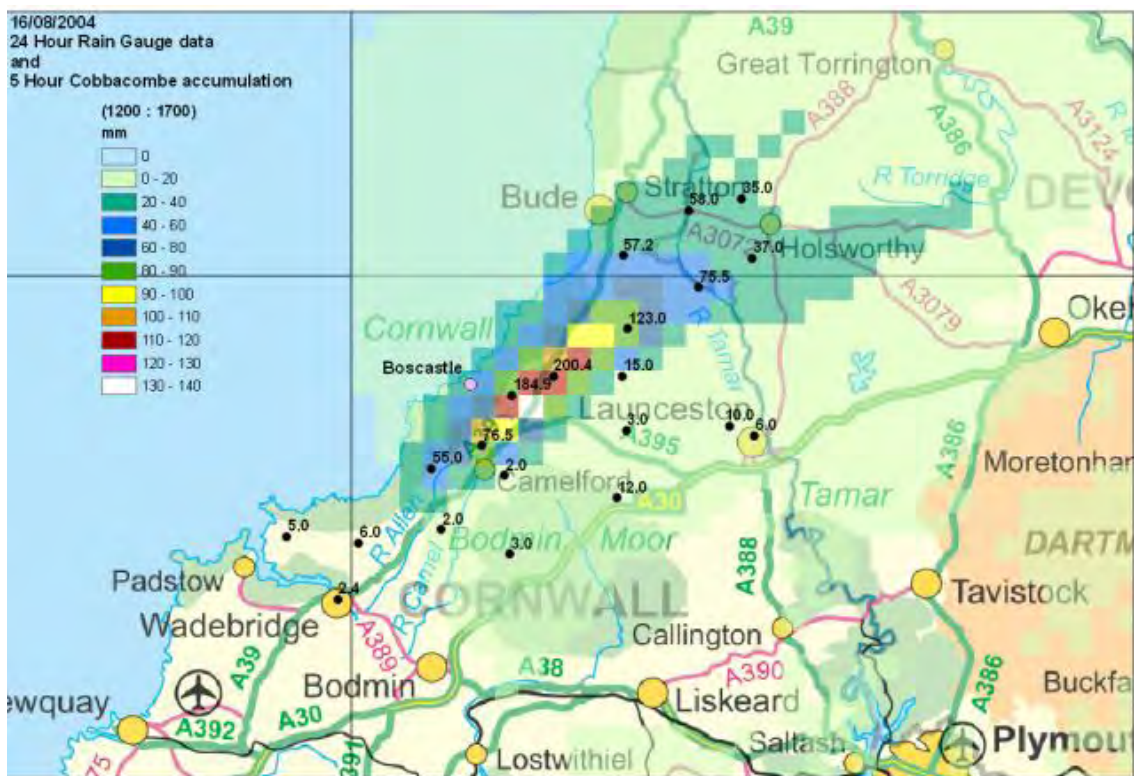 16/08/2004
24 Hour Rain Gauge data
and
5 Hour Cobbacombe accumulation
(1200 : 1700)
mm
0
0 - 20
20 - 40
40 - 60
60 - 80
80 - 90
90 - 100
100 - 110
110 - 120
120 - 130
130 - 140
A39
Great Torrington
A388
A386
A3124
R Torridge
DEVO
Bude
Stratton
35.0
58.0
A3072
Holsworthy
57.2
37.0
75.5
A3079
Okeh
Cornwall
123.0
R Tamar
Boscastle
200.4
15.0
184.9
Launceston
10.0
6.0
3.0
A395
76.5
A39
55.0
2.0
Camelford
12.0
A30
Tamar
A386
Moretonham
5.0
6.0
R Allen
2.0
R Camel
Bodmin Moor
3.0
A388
DARTM
Padstow
2.4
CORNWALL
Tavistock
Wadebridge
A389
Callington
A39
A38
A390
A386
Bodmin
Liskeard
Buckfa
ewquay
A392
A30
A391
Lostwithiel
Saltash
Plymout
75